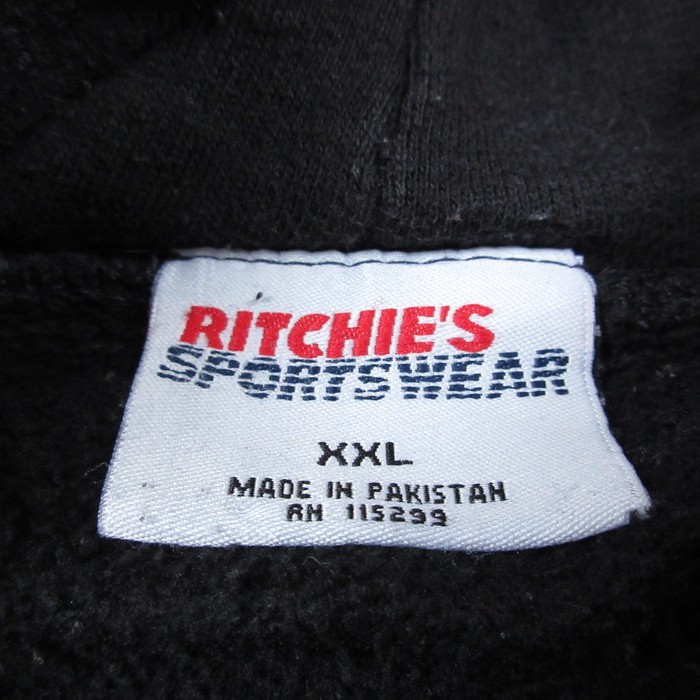 RITCHIE'S
SPORTSWEAR
XXL
MADE IN PAKISTAN
RN 115299